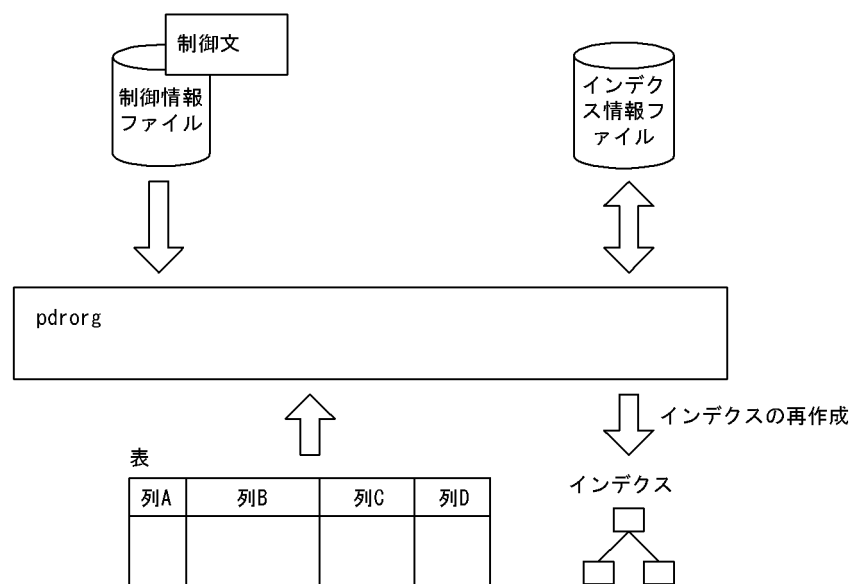 制御文
制御情報
ファイル
インデク
ス情報フ
ァイル
pdrorg
インデクスの再作成
表
列A 列B 列C 列D
インデクス